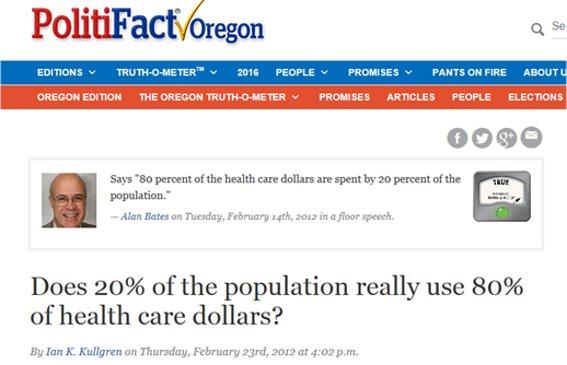 PolitiFact Oregon
Se
EDITIONS TRUTH-O-METER™ 2016 PEOPLE PROMISES PANTS ON FIRE ABOUT U
OREGON EDITION THE OREGON TRUTH-O-METER PROMISES ARTICLES PEOPLE ELECTIONS
Says "80 percent of the health care dollars are spent by 20 percent of the
population."
— Alan Bates on Tuesday, February 14th, 2012 in a floor speech.
TRUE
Does 20% of the population really use 80%
of health care dollars?
By Ian K. Kullgren on Thursday, February 23rd, 2012 at 4:02 p.m.